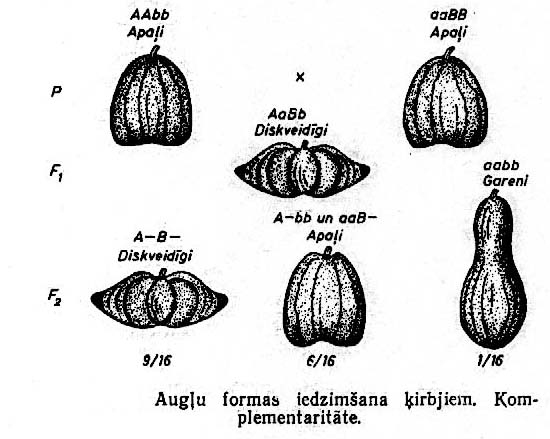 AAbb
Apaļi
aaBB
Apaļi
P
×
AaBb
Diskveidīgi
F₁
aabb
Gareni
A-B-
Diskveidīgi
A-bb un aaB-
Apaļi
F₂
9/16
6/16
1/16
Augļu formas iedzimšana ķirbjiem. Kom-
plementaritāte.